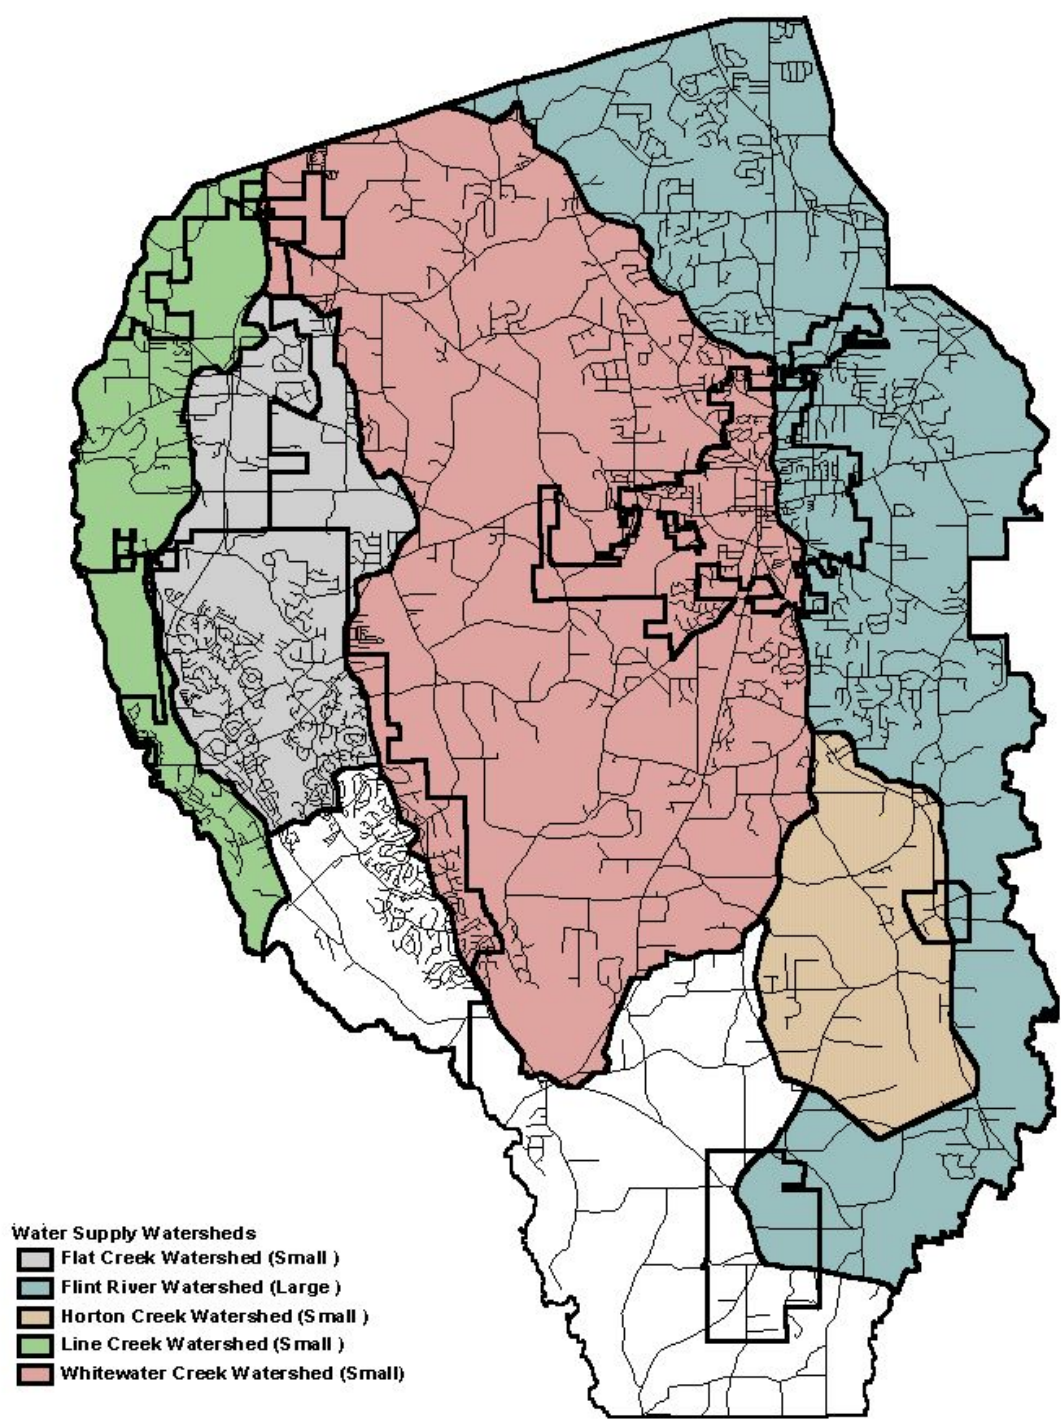 Water Supply Watersheds
Flat Creek Watershed (Small )
Flint River Watershed (Large )
Horton Creek Watershed (Small )
Line Creek Watershed (Small )
Whitewater Creek Watershed (Small)